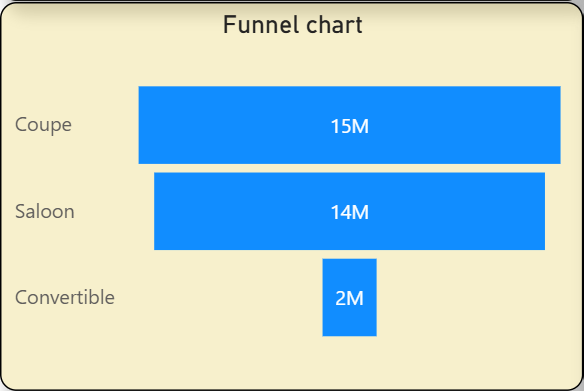 Funnel chart
Coupe 15M
Saloon 14M
Convertible 2M